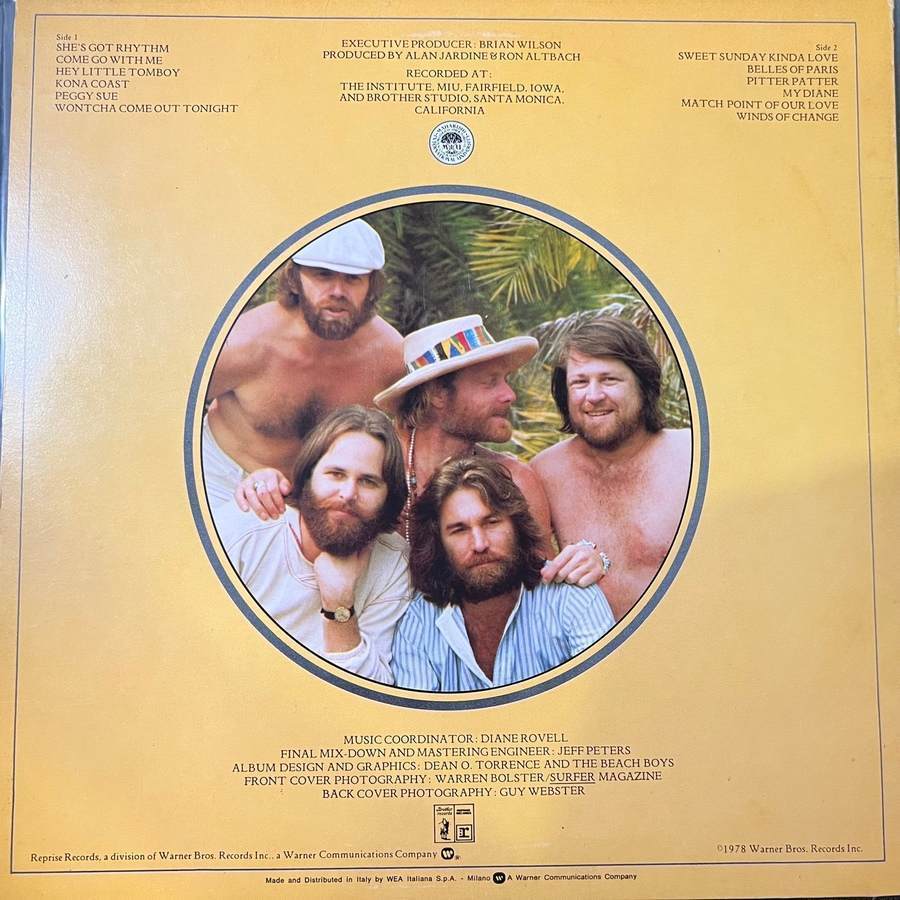 Side 1
SHE'S GOT RHYTHM
COME GO WITH ME
HEY LITTLE TOMBOY
KONA COAST
PEGGY SUE
WONTCHA COME OUT TONIGHT
EXECUTIVE PRODUCER: BRIAN WILSON
PRODUCED BY ALAN JARDINE & RON ALTBACH
RECORDED AT:
THE INSTITUTE, MIU, FAIRFIELD, IOWA,
AND BROTHER STUDIO, SANTA MONICA,
CALIFORNIA
Side 2
SWEET SUNDAY KINDA LOVE
BELLES OF PARIS
PITTER PATTER
MY DIANE
MATCH POINT OF OUR LOVE
WINDS OF CHANGE
MUSIC COORDINATOR: DIANE ROVELL
FINAL MIX-DOWN AND MASTERING ENGINEER: JEFF PETERS
ALBUM DESIGN AND GRAPHICS: DEAN O. TORRENCE AND THE BEACH BOYS
FRONT COVER PHOTOGRAPHY: WARREN BOLSTER/SURFER MAGAZINE
BACK COVER PHOTOGRAPHY: GUY WEBSTER
Brother
records
Reprise Records, a division of Warner Bros. Records Inc., a Warner Communications Company
©1978 Warner Bros. Records Inc.
Made and Distributed in Italy by WEA Italiana S.p.A. - Milano A Warner Communications Company